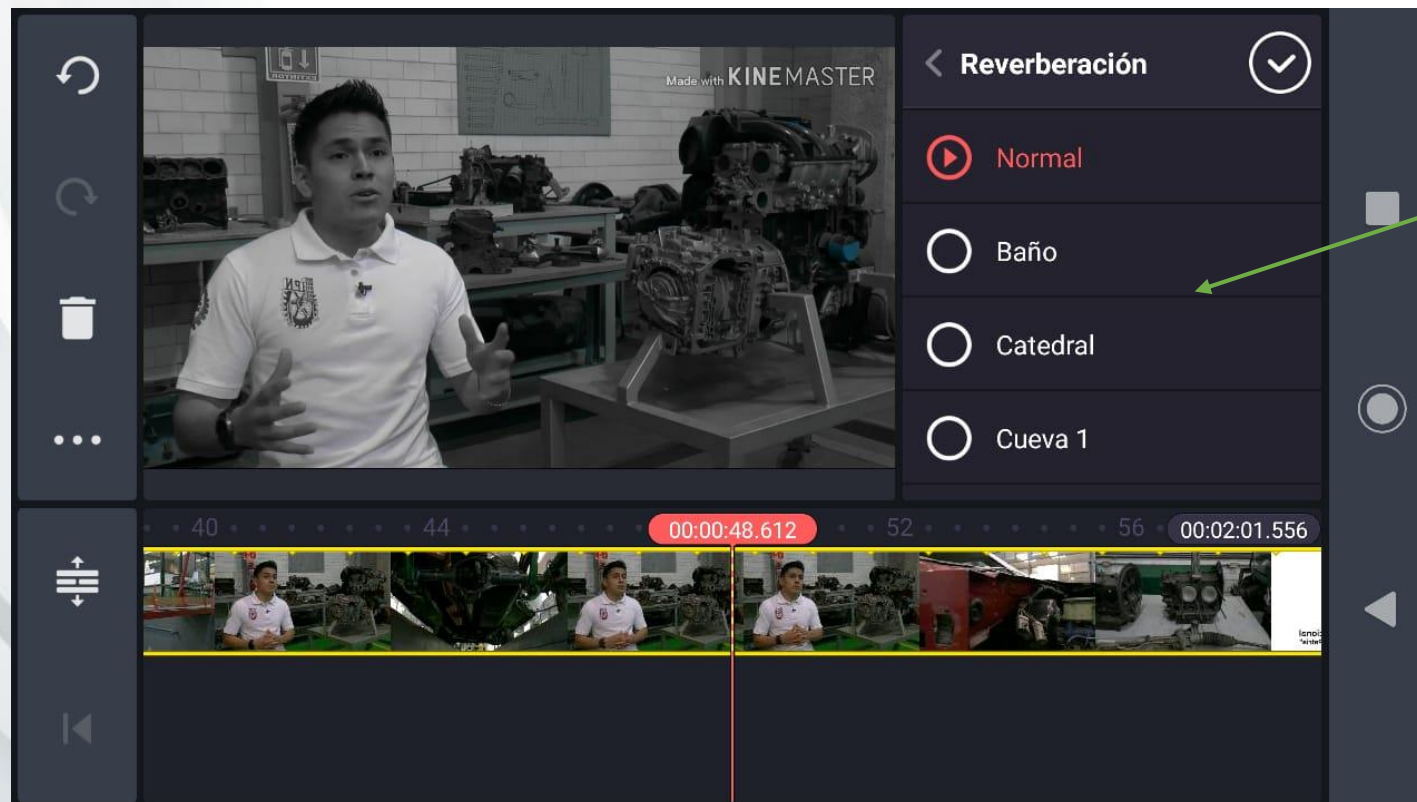 Made with KINEMASTER
Reverberación
Normal
Baño
Catedral
Cueva 1
40 44 00:00:48.612 52 56 00:02:01.556